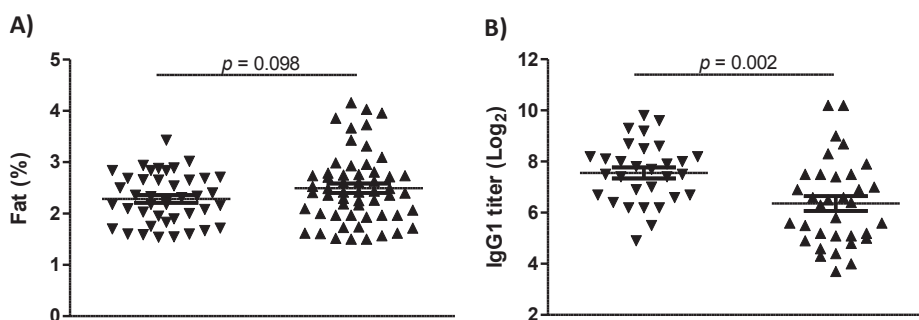 A)
p = 0.098
Fat (%)
5
4
3
2
1
0
B)
p = 0.002
IgG1 titer (Log2)
12
10
8
6
4
2